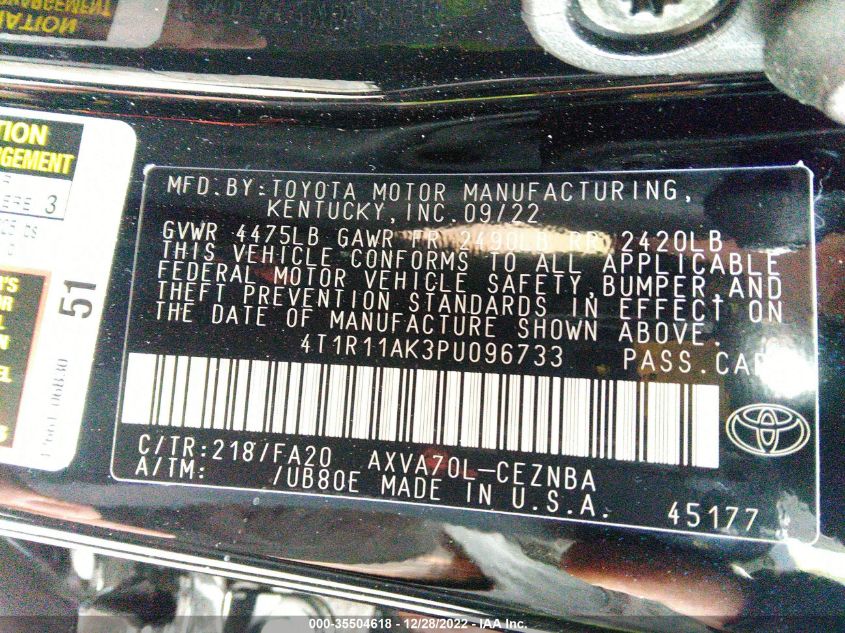 MFD.BY:TOYOTA MOTOR MANUFACTURING,
KENTUCKY,INC.09/22
GVWR 4475LB GAWR FR 2490LB RR 2420LB
THIS VEHICLE CONFORMS TO ALL APPLICABLE
FEDERAL MOTOR VEHICLE SAFETY,BUMPER,AND
THEFT PREVENTION STANDARDS IN EFFECT ON
THE DATE OF MANUFACTURE SHOWN ABOVE.
4T1R11AK3PU096733 PASS.CAR
C/TR:218/FA20 AXVA70L-CEZNBA
A/TM: /UB80E MADE IN U.S.A.
45177
51
3
000-35504618 - 12/28/2022 - IAA Inc.